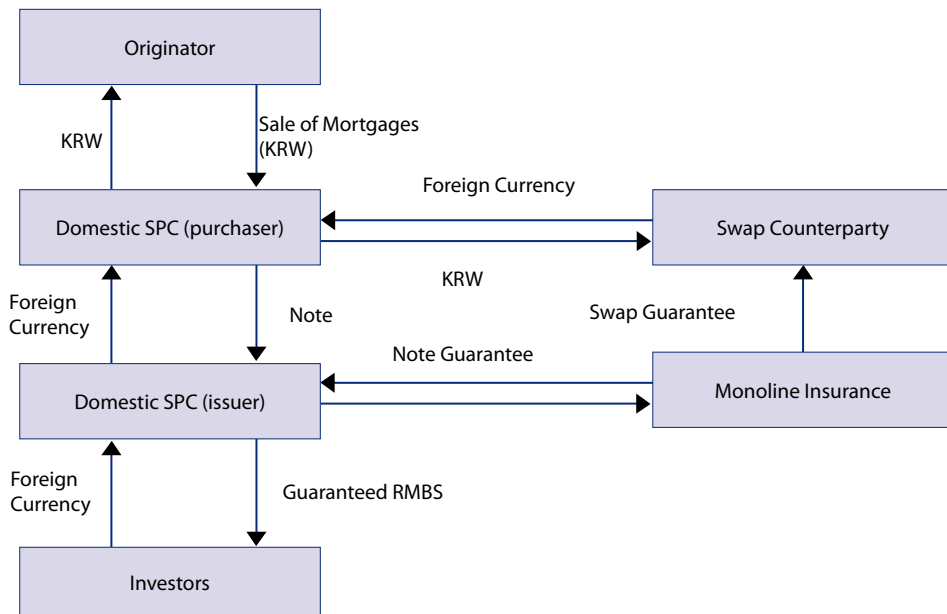 Originator
KRW
Sale of Mortgages
(KRW)
Foreign Currency
Domestic SPC (purchaser)
Swap Counterparty
KRW
Foreign
Currency
Note
Swap Guarantee
Note Guarantee
Domestic SPC (issuer)
Monoline Insurance
Foreign
Currency
Guaranteed RMBS
Investors